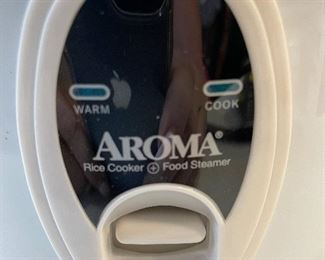 WARM COOK
AROMA®
Rice Cooker + Food Steamer